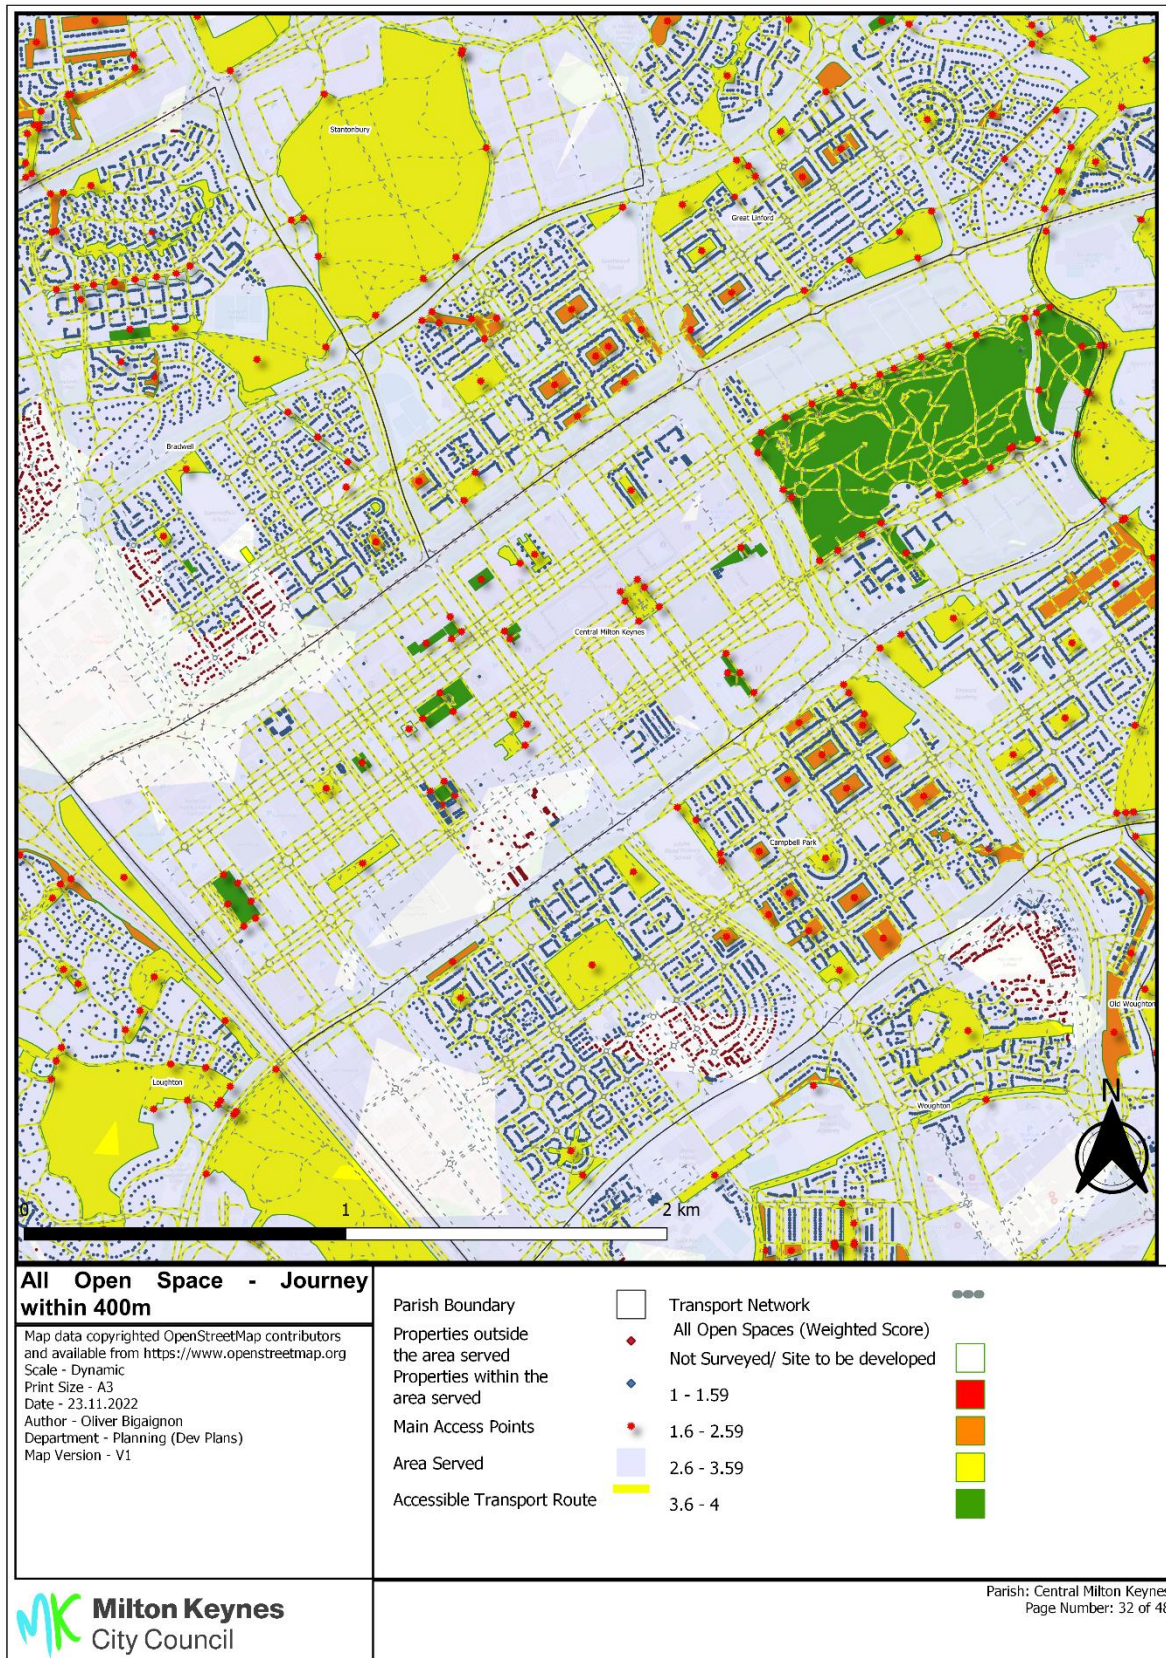 Stantonbury
Great Linford
Bradwell
Central Milton Keynes
Campbell Park
Old Woughton
Loughton
Woughton
N
0 1 2 km
All Open Space - Journey
within 400m
Map data copyrighted OpenStreetMap contributors
and available from https://www.openstreetmap.org
Scale - Dynamic
Print Size - A3
Date - 23.11.2022
Author - Oliver Bigaignon
Department - Planning (Dev Plans)
Map Version - V1
Parish Boundary
Properties outside
the area served
Properties within the
area served
Main Access Points
Area Served
Accessible Transport Route
Transport Network
All Open Spaces (Weighted Score)
Not Surveyed/ Site to be developed
1 - 1.59
1.6 - 2.59
2.6 - 3.59
3.6 - 4
MK Milton Keynes
City Council
Parish: Central Milton Keynes
Page Number: 32 of 48